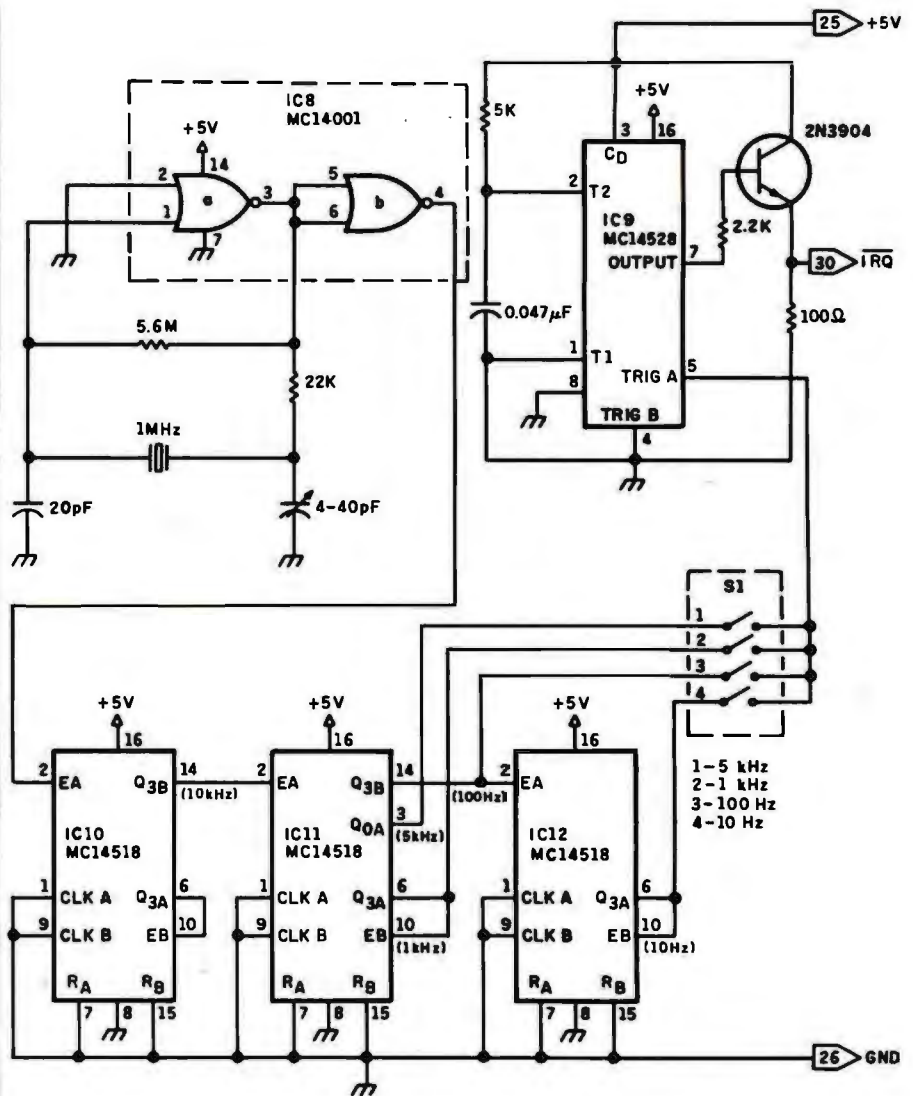 25 +5V
IC8
MC14001
+5V
14
2
1
a
3
7
5
6
b
4
5.6M
22K
1MHz
20pF
4-40pF
5K
+5V
3
16
CD
2
T2
IC9
MC14528
OUTPUT
7
2.2K
2N3904
30 IRQ
100Ω
0.047μF
1
T1
8
TRIG A
5
TRIG B
4
S1
1
2
3
4
1-5 kHz
2-1 kHz
3-100 Hz
4-10 Hz
+5V
16
2
EA
Q3B
14
(10kHz)
IC10
MC14518
1
CLK A
Q3A
6
9
CLK B
EB
10
RA
RB
7
8
15
+5V
16
2
EA
Q3B
14
(100Hz)
Q0A
3
(5kHz)
IC11
MC14518
1
CLK A
Q3A
6
9
CLK B
EB
10
(1kHz)
RA
RB
7
8
15
+5V
16
2
EA
IC12
MC14518
1
CLK A
Q3A
6
9
CLK B
EB
10
(10Hz)
RA
RB
7
8
15
26 GND